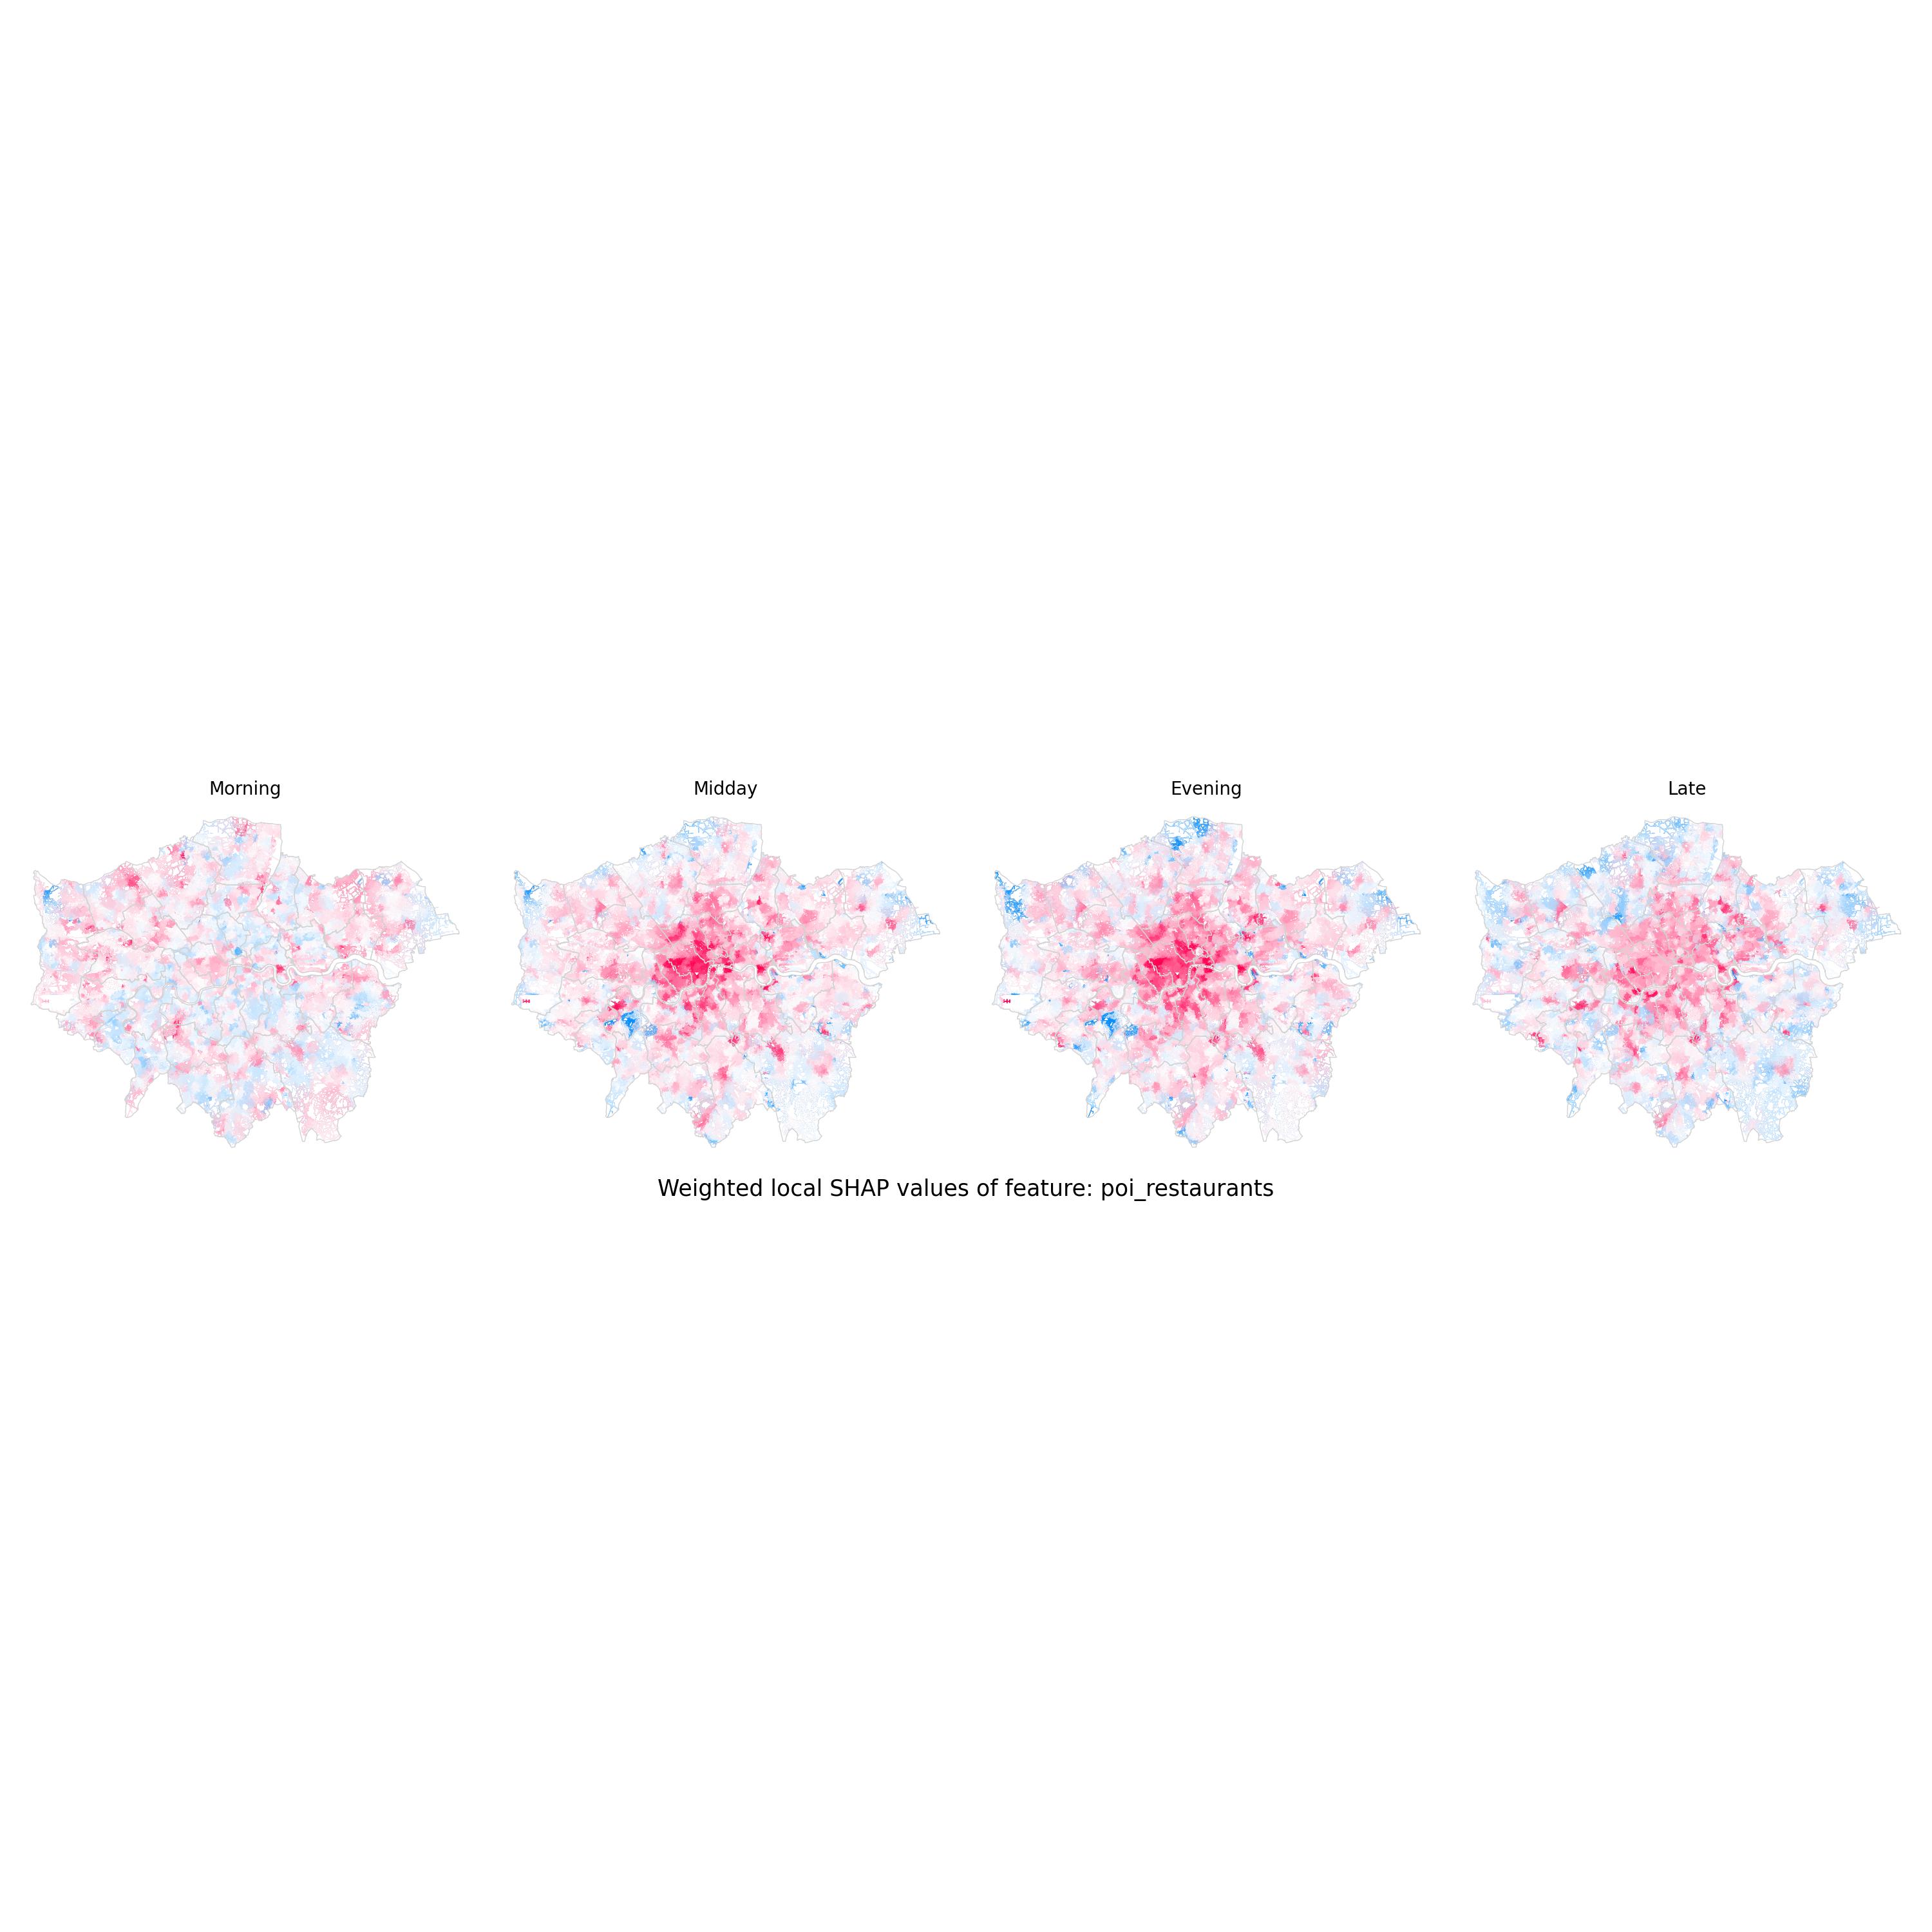 Morning
Midday
Evening
Late
Weighted local SHAP values of feature: poi_restaurants